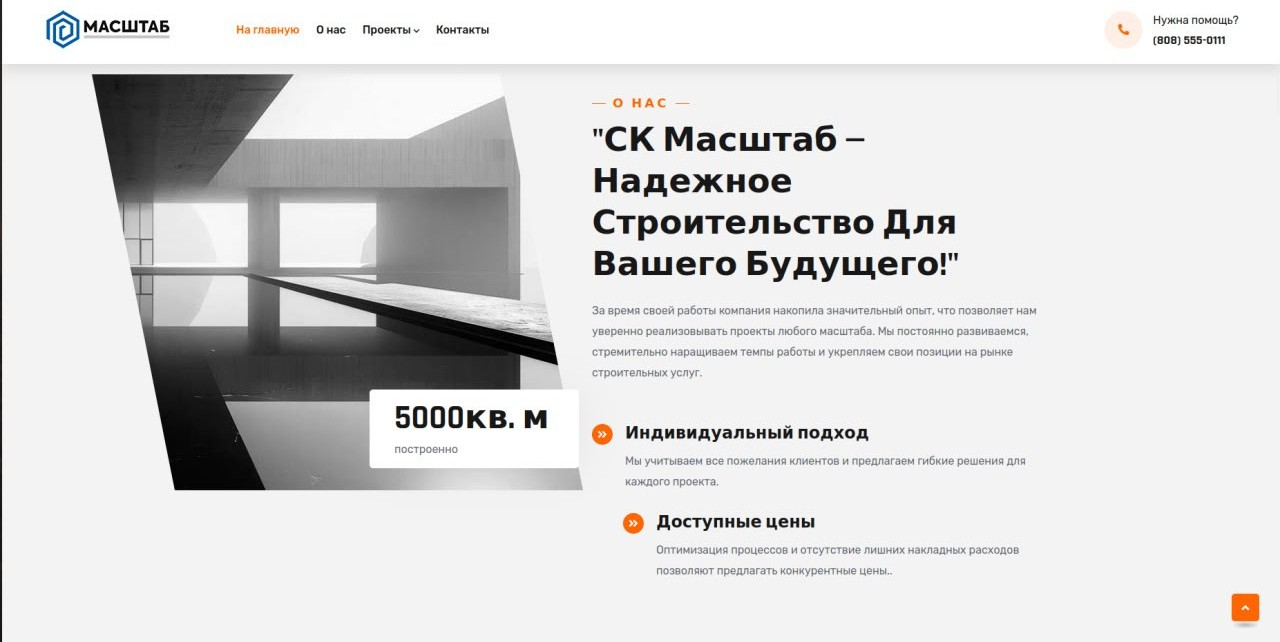 МАСШТАБ
На главную О нас Проекты Контакты
Нужна помощь?
(808) 555-0111
О НАС
"СК Масштаб –
Надежное
Строительство Для
Вашего Будущего!"
За время своей работы компания накопила значительный опыт, что позволяет нам
уверенно реализовывать проекты любого масштаба. Мы постоянно развиваемся,
стремительно наращиваем темпы работы и укрепляем свои позиции на рынке
строительных услуг.
5000кв. м
построенно
Индивидуальный подход
Мы учитываем все пожелания клиентов и предлагаем гибкие решения для
каждого проекта.
Доступные цены
Оптимизация процессов и отсутствие лишних накладных расходов
позволяют предлагать конкурентные цены..